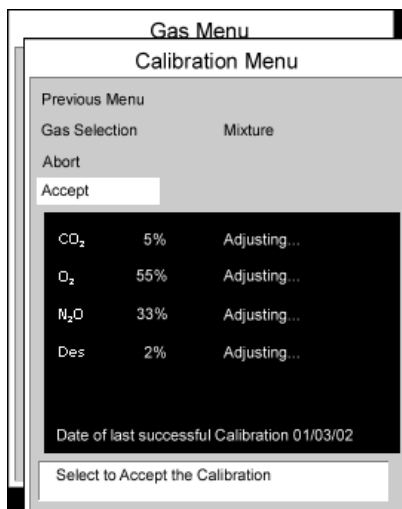 Gas Menu
Calibration Menu
Previous Menu
Gas Selection Mixture
Abort
Accept
CO₂ 5% Adjusting...
O₂ 55% Adjusting...
N₂O 33% Adjusting...
Des 2% Adjusting...
Date of last successful Calibration 01/03/02
Select to Accept the Calibration